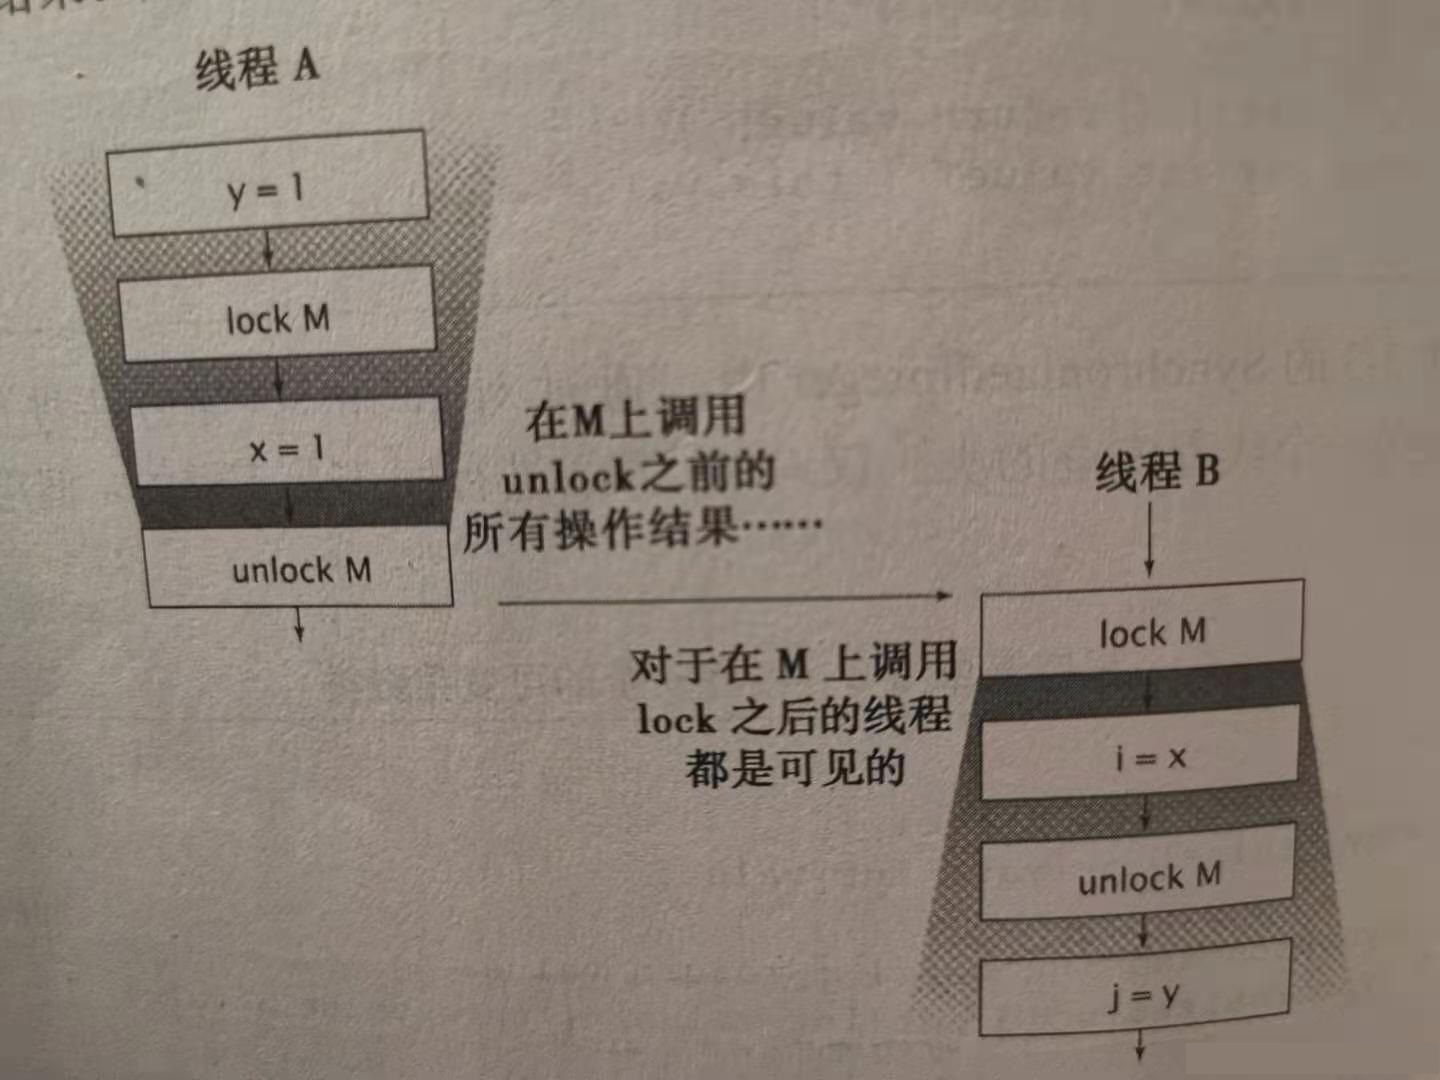 线程 A
y = 1
lock M
x = 1
unlock M
在M上调用
unlock之前的
所有操作结果……
对于在 M 上调用
lock 之后的线程
都是可见的
线程 B
lock M
i = x
unlock M
j = y